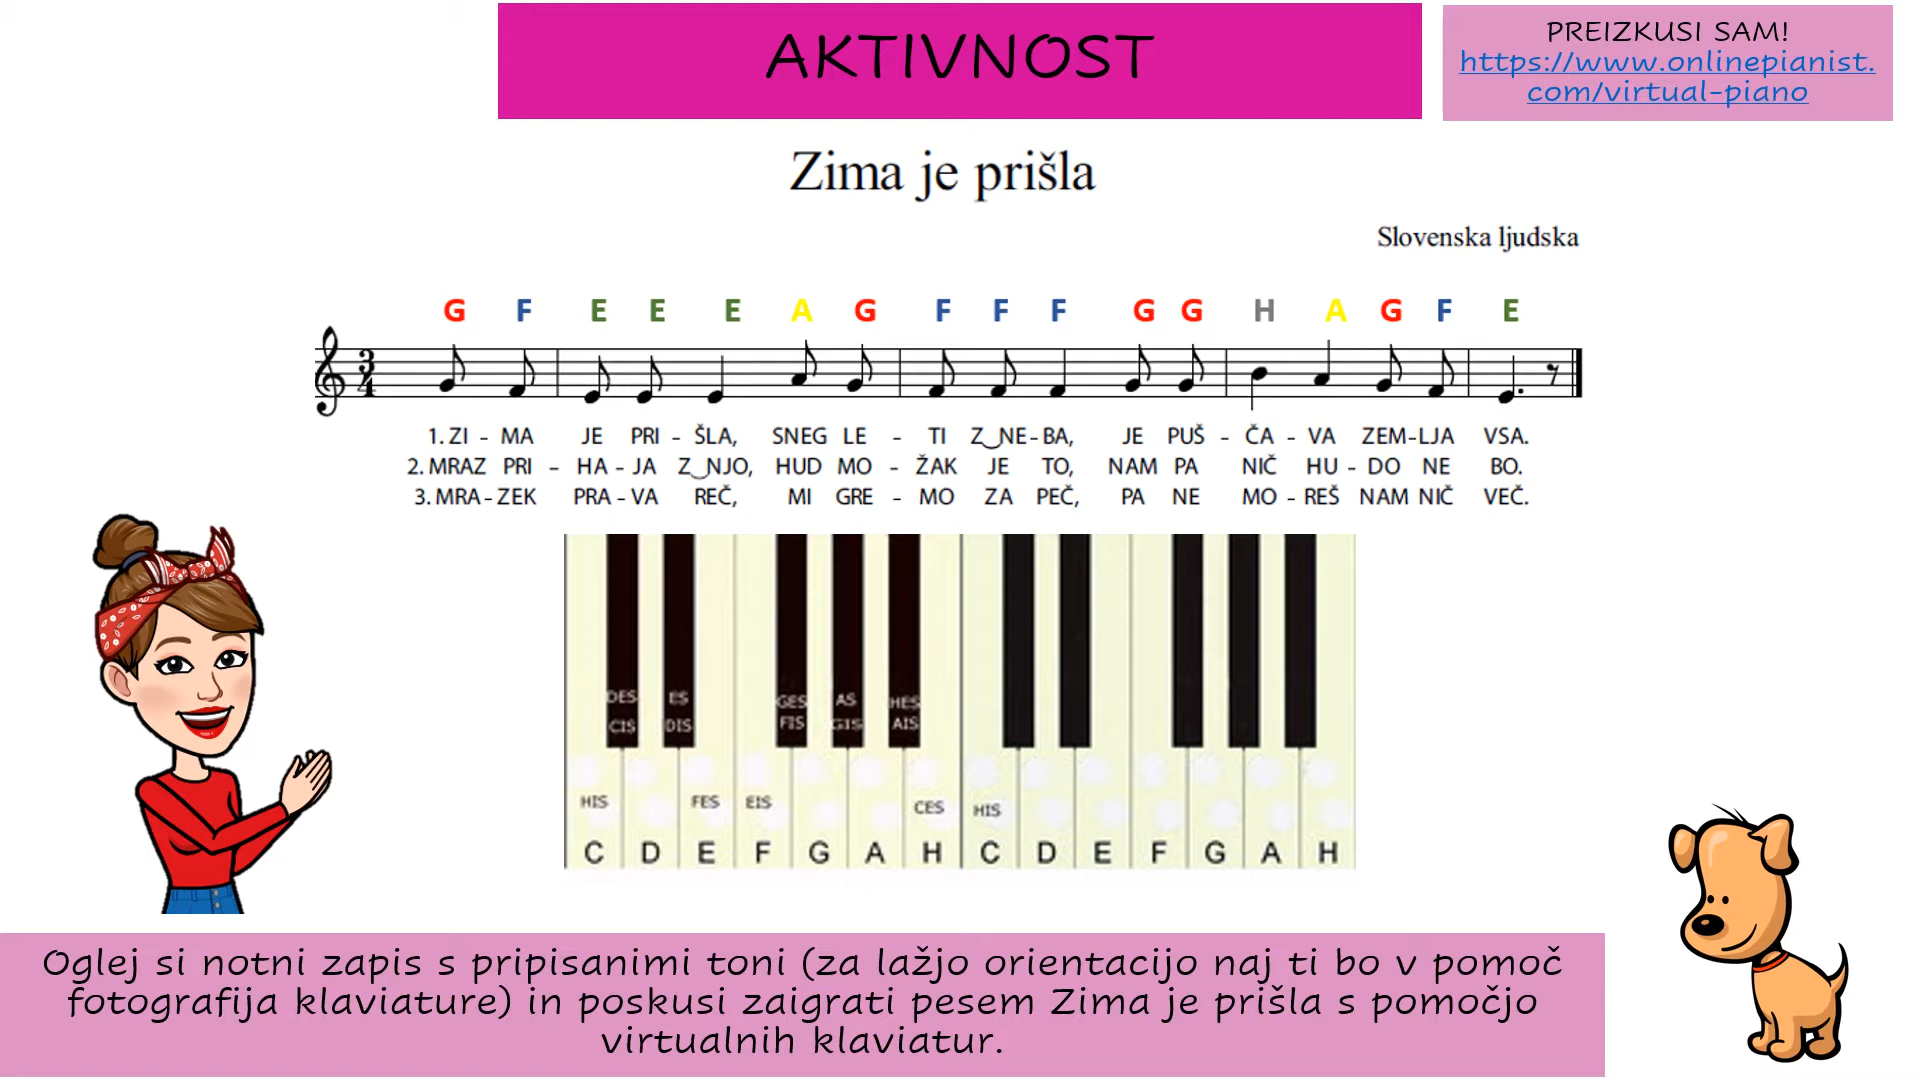 AKTIVNOST
PREIZKUSI SAM!
https://www.onlinepianist.
com/virtual-piano
Zima je prišla
Slovenska ljudska
G F E E E A G F F F G G H A G F E
3
4
1. ZI - MA JE PRI - ŠLA, SNEG LE - TI Z‿NE - BA, JE PUŠ - ČA - VA ZEM - LJA VSA.
2. MRAZ PRI - HA - JA Z‿NJO, HUD MO - ŽAK JE TO, NAM PA NIČ HU - DO NE BO.
3. MRA - ZEK PRA - VA REČ, MI GRE - MO ZA PEČ, PA NE MO - REŠ NAM NIČ VEČ.
DES ES GES AS HES
CIS DIS FIS GIS AIS
HIS FES EIS CES HIS
C D E F G A H C D E F G A H
Oglej si notni zapis s pripisanimi toni (za lažjo orientacijo naj ti bo v pomoč
fotografija klaviature) in poskusi zaigrati pesem Zima je prišla s pomočjo
virtualnih klaviatur.